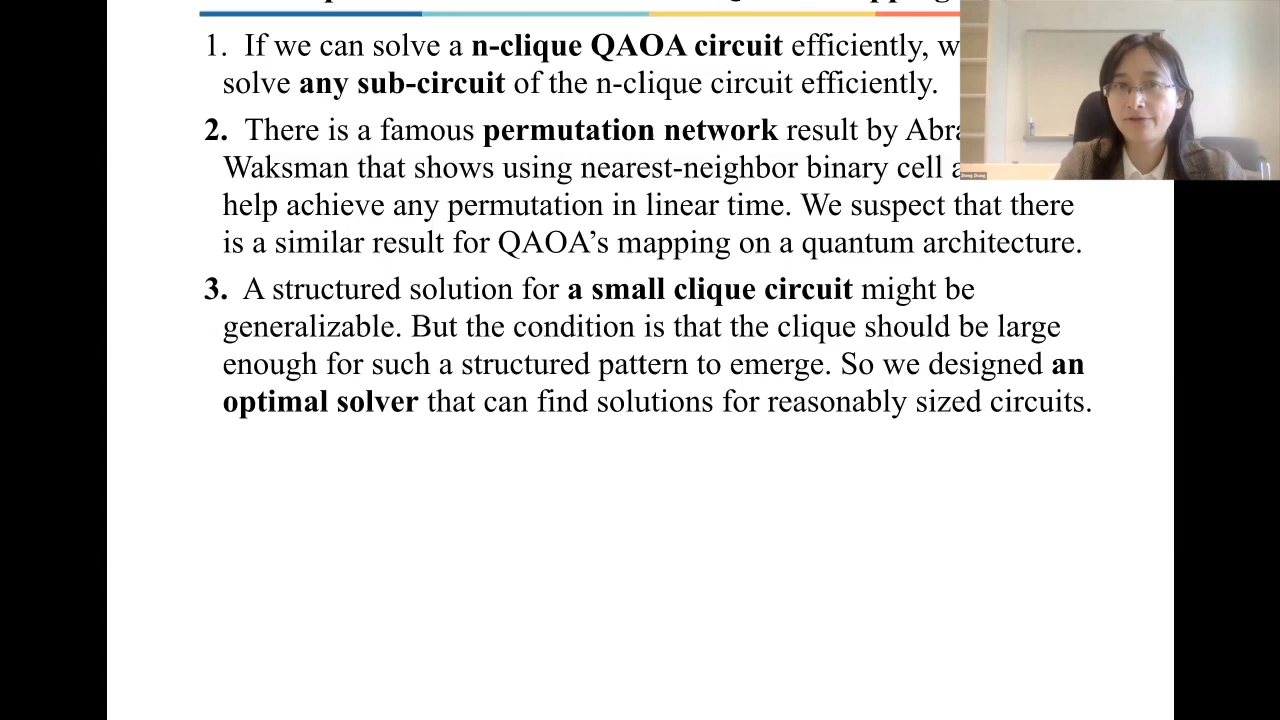 1. If we can solve a n-clique QAOA circuit efficiently, w
solve any sub-circuit of the n-clique circuit efficiently.
2. There is a famous permutation network result by Abra
Waksman that shows using nearest-neighbor binary cell
help achieve any permutation in linear time. We suspect that there
is a similar result for QAOA’s mapping on a quantum architecture.
3. A structured solution for a small clique circuit might be
generalizable. But the condition is that the clique should be large
enough for such a structured pattern to emerge. So we designed an
optimal solver that can find solutions for reasonably sized circuits.